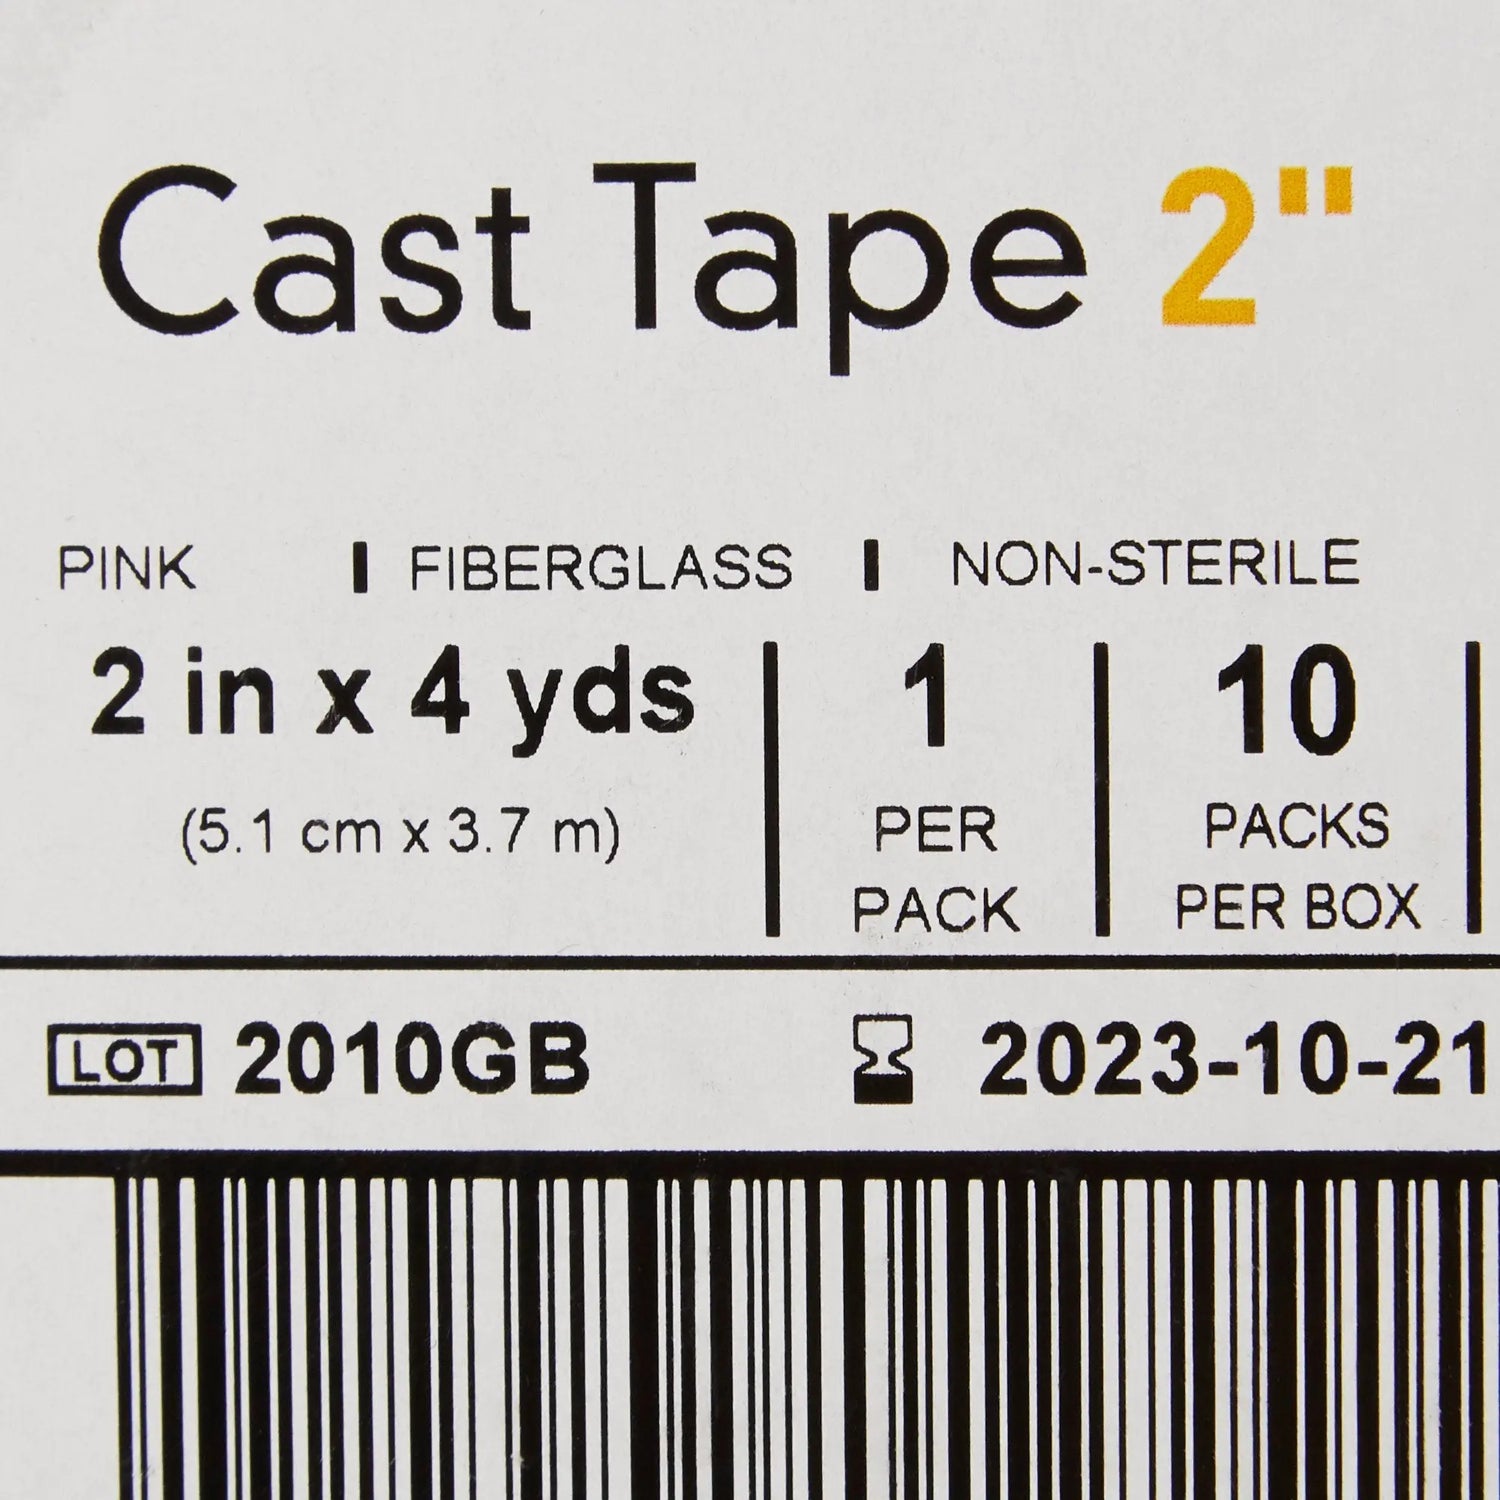 Cast Tape 2"
PINK | FIBERGLASS | NON-STERILE
2 in x 4 yds | 1 | 10 |
(5.1 cm x 3.7 m) PER PACKS
PACK PER BOX
LOT 2010GB 2023-10-21